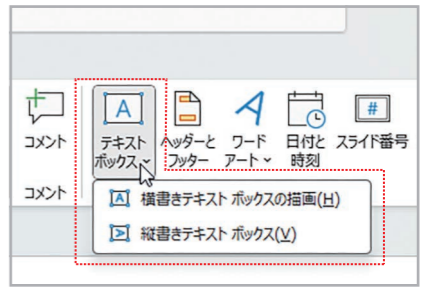 コメント
テキスト
ボックス
ヘッダーと
フッター
ワード
アート
日付と
時刻
スライド番号
コメント
横書きテキスト ボックスの描画(H)
縦書きテキスト ボックス(V)